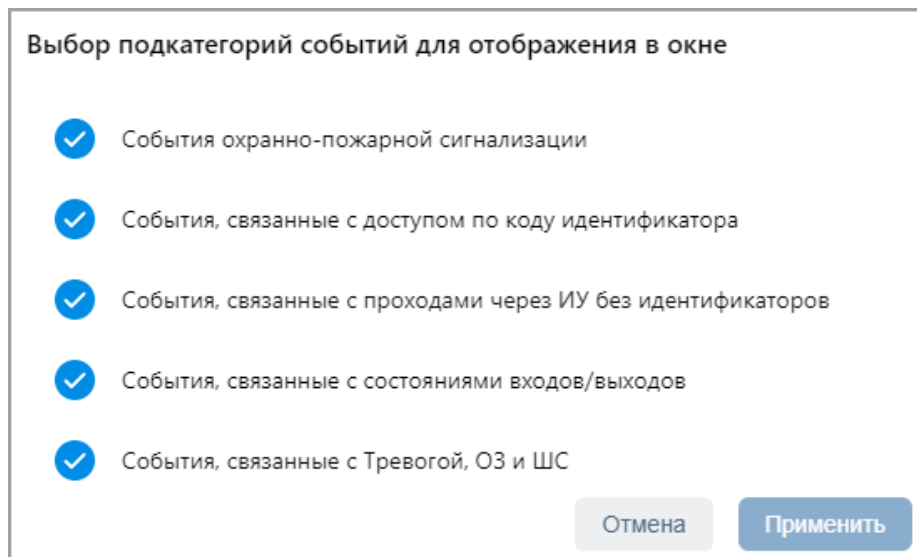 Выбор подкатегорий событий для отображения в окне
События охранно-пожарной сигнализации
События, связанные с доступом по коду идентификатора
События, связанные с проходами через ИУ без идентификаторов
События, связанные с состояниями входов/выходов
События, связанные с Тревогой, ОЗ и ШС
Отмена Применить